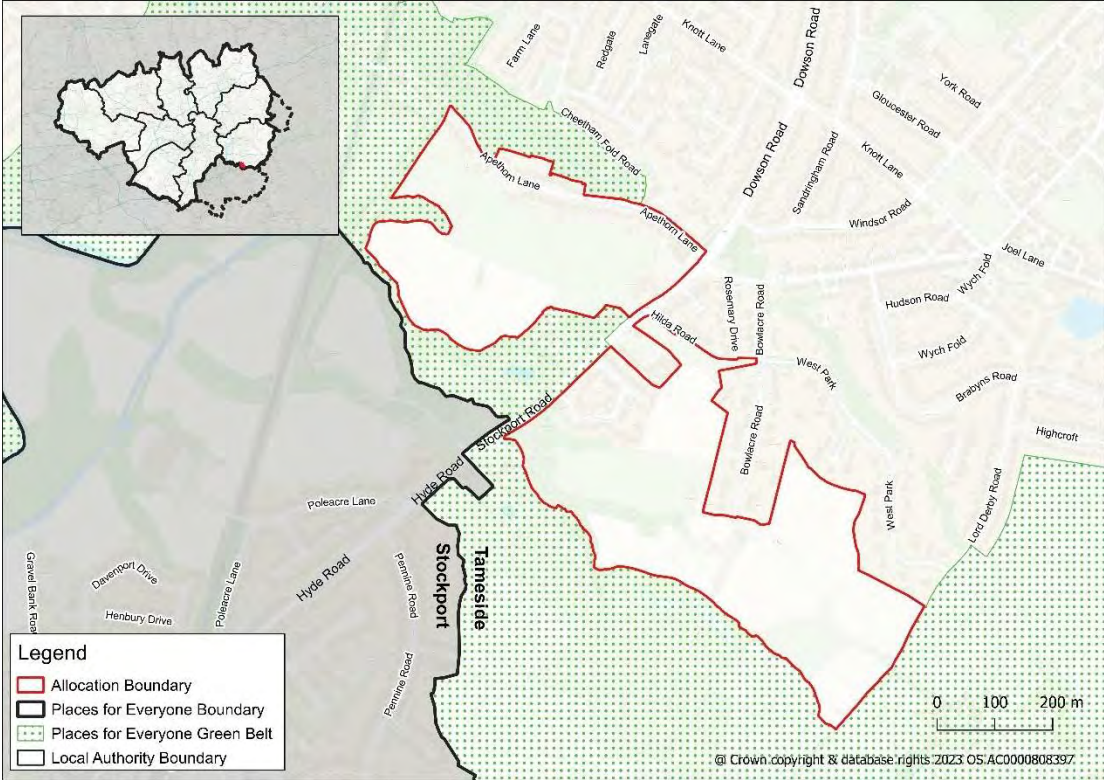 Farm Lane
Redgate
Lanegate
Knott Lane
Dowson Road
York Road
Gloucester Road
Cheetham Fold Road
Dowson Road
Sandringham Road
Knott Lane
Apethorn Lane
Apethorn Lane
Windsor Road
Joel Lane
Wych Fold
Hudson Road
Rosemary Drive
Bowlacre Road
Hilda Road
Wych Fold
West Park
Brabyns Road
Stockport Road
Bowlacre Road
Highcroft
Hyde Road
Poleacre Lane
West Park
Lord Derby Road
Stockport
Tameside
Gravel Bank Road
Davenport Drive
Henbury Drive
Poleacre Lane
Hyde Road
Pennine Road
Pennine Road
Legend
Allocation Boundary
Places for Everyone Boundary
Places for Everyone Green Belt
Local Authority Boundary
0 100 200 m
@ Crown copyright & database rights 2023 OS AC0000808397